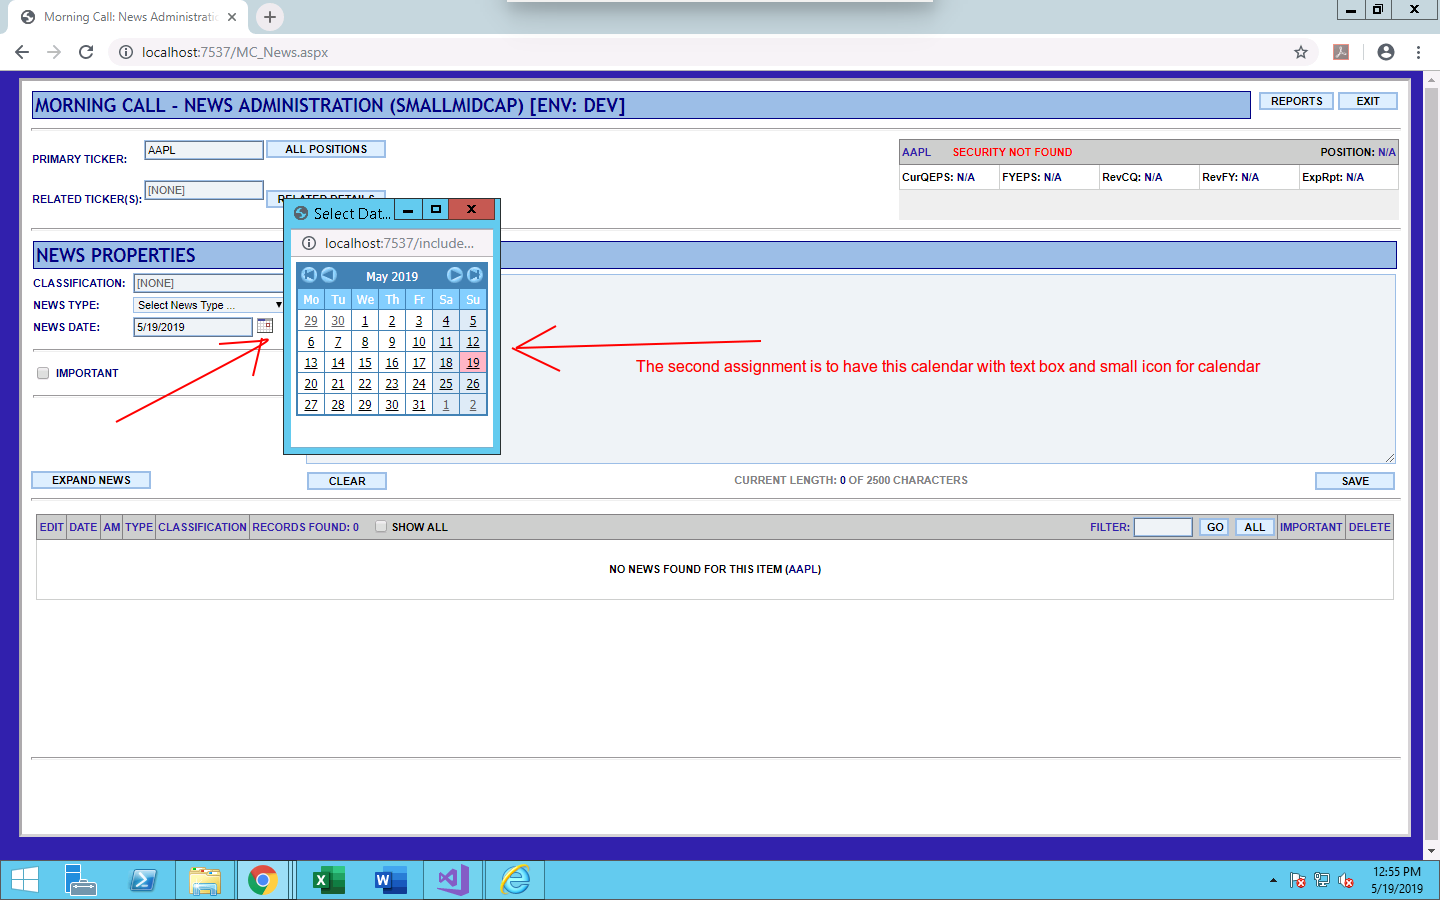 Morning Call: News Administratic
localhost:7537/MC_News.aspx
MORNING CALL - NEWS ADMINISTRATION (SMALLMIDCAP) [ENV: DEV]
REPORTS
EXIT
PRIMARY TICKER:
AAPL
ALL POSITIONS
AAPL SECURITY NOT FOUND POSITION: N/A
CurQEPS: N/A FYEPS: N/A RevCQ: N/A RevFY: N/A ExpRpt: N/A
RELATED TICKER(S):
[NONE]
RELATED DETAILS
Select Dat...
localhost:7537/include...
NEWS PROPERTIES
May 2019
Mo Tu We Th Fr Sa Su
29 30 1 2 3 4 5
6 7 8 9 10 11 12
13 14 15 16 17 18 19
20 21 22 23 24 25 26
27 28 29 30 31 1 2
CLASSIFICATION: [NONE]
NEWS TYPE: Select News Type ...
NEWS DATE: 5/19/2019
The second assignment is to have this calendar with text box and small icon for calendar
IMPORTANT
EXPAND NEWS
CLEAR
CURRENT LENGTH: 0 OF 2500 CHARACTERS
SAVE
EDIT DATE AM TYPE CLASSIFICATION RECORDS FOUND: 0 SHOW ALL FILTER: GO ALL IMPORTANT DELETE
NO NEWS FOUND FOR THIS ITEM (AAPL)
12:55 PM
5/19/2019